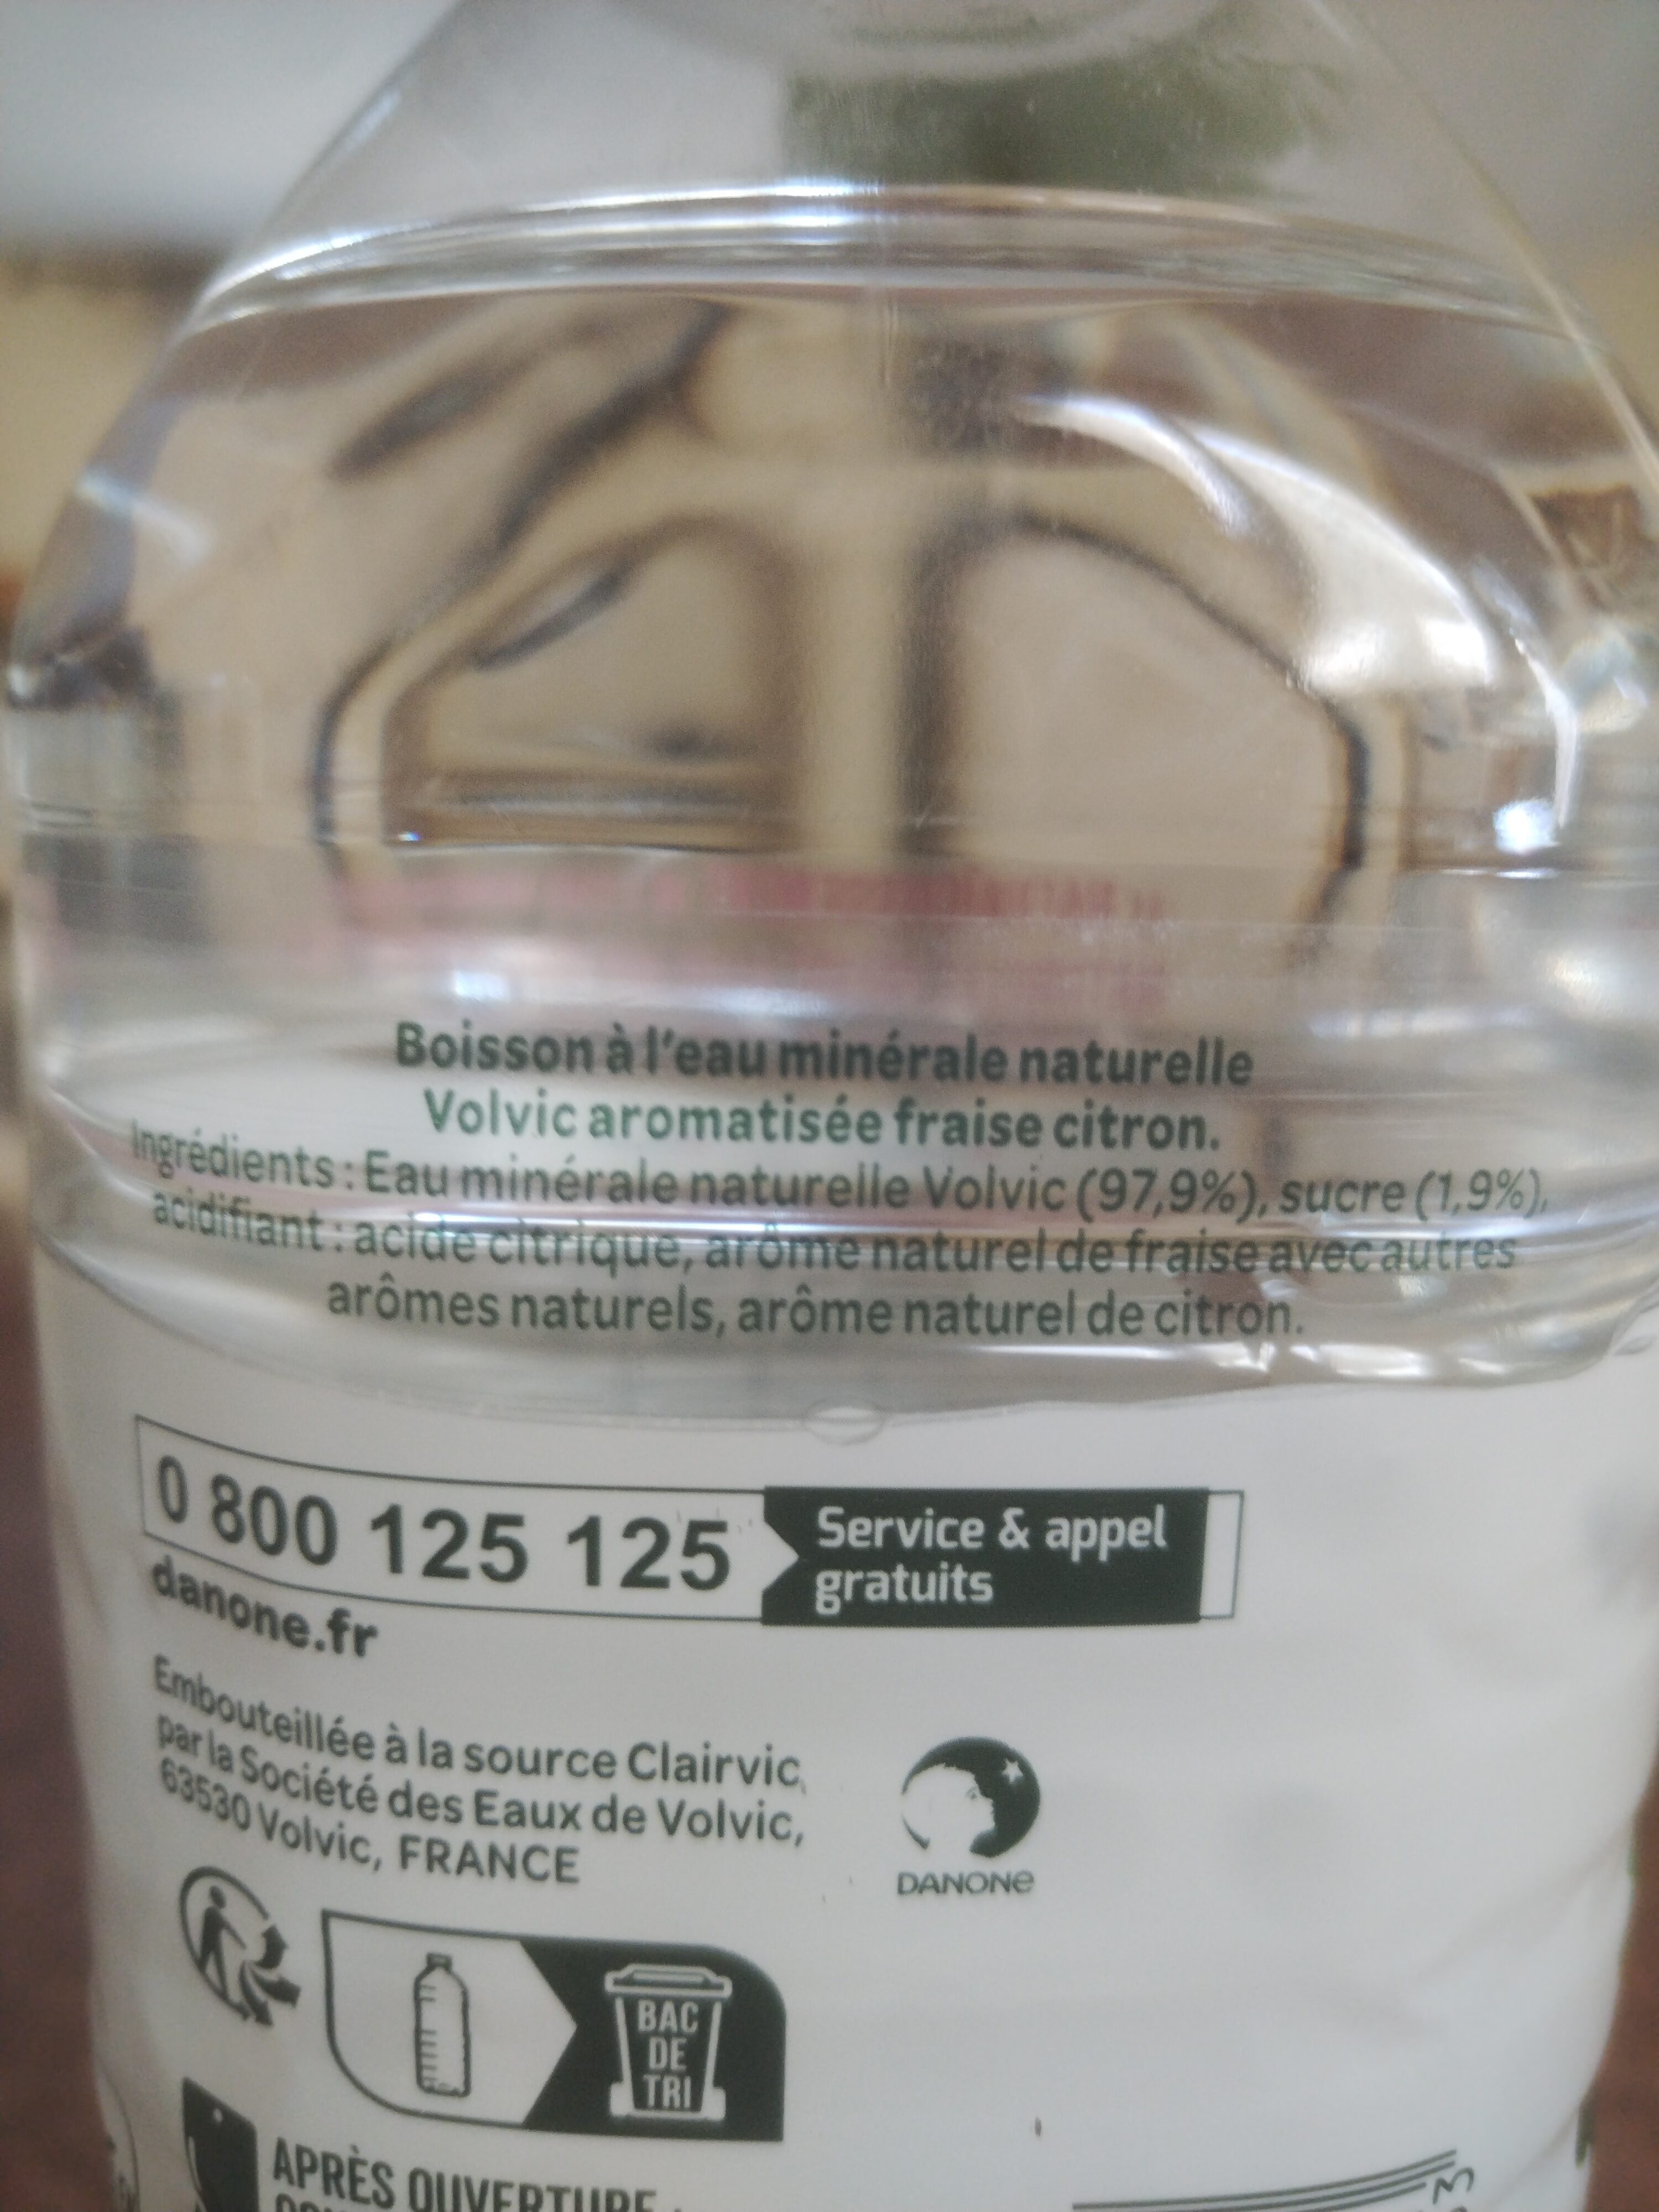 Boisson à l'eau minérale naturelle
Volvic aromatisée fraise citron.
Ingrédients : Eau minérale naturelle Volvic (97,9%), sucre (1,9%),
acidifiant : acide citrique, arôme naturel de fraise avec autres
arômes naturels, arôme naturel de citron.
0 800 125 125 Service & appel
gratuits
danone.fr
Embouteillée à la source Clairvic,
par la Société des Eaux de Volvic,
63530 Volvic, FRANCE
DANONE
BAC
DE
TRI
APRÈS OUVERTURE :